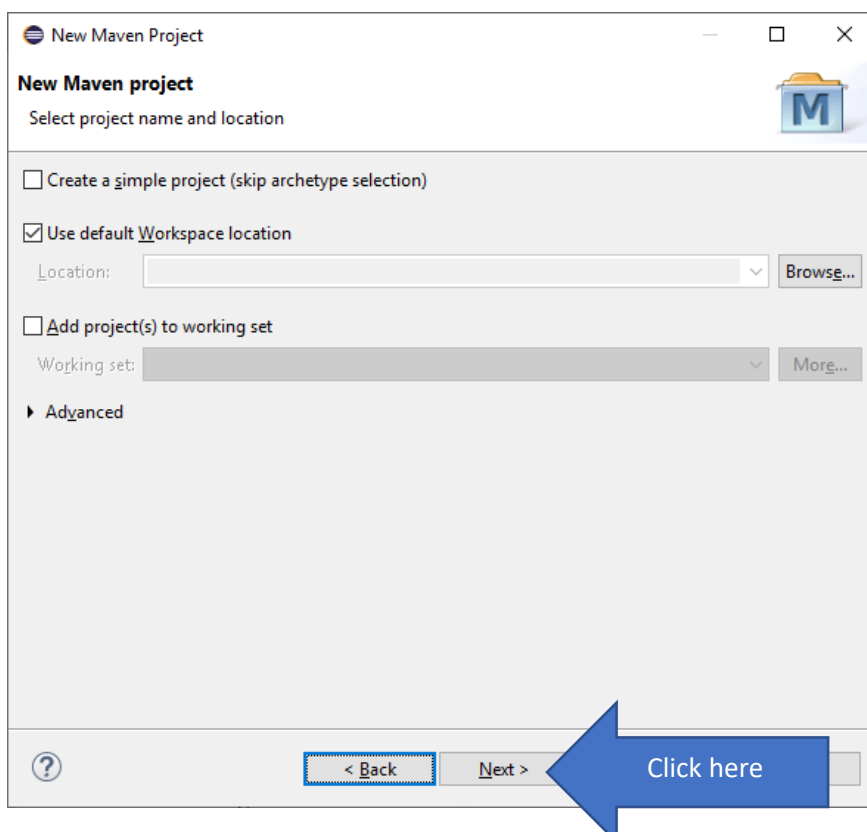 New Maven Project
New Maven project
Select project name and location
M
Create a simple project (skip archetype selection)
Use default Workspace location
Location:
Browse...
Add project(s) to working set
Working set:
More...
Advanced
?
< Back
Next >
Click here